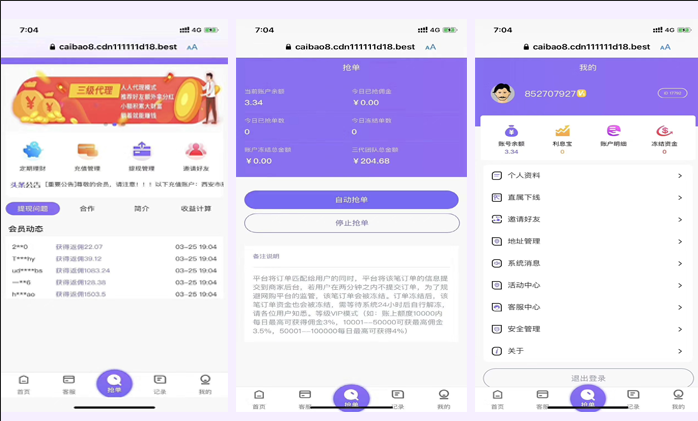 7:04
4G
caibao8.cdn111111d18.best
AA
三级代理
人人代理模式
推荐好友额外拿分红
小能积累大财富
躺着就能赚钱
定期理财
充值管理
提现管理
邀请好友
头条公告
[重要公告]尊敬的会员，请注意！！！以下充值账户：西安市
提现问题
合作
简介
收益计算
会员动态
2**0 获得返佣22.07 03-25 19:04
T***hy 获得返佣39.12 03-25 19:04
ud****bs 获得返佣1083.24 03-25 19:04
—**6 获得返佣128.38 03-25 19:04
h***ao 获得返佣1503.5 03-25 19:04
首页
客服
抢单
记录
我的
7:04
4G
caibao8.cdn111111d18.best
AA
抢单
当前账户余额
3.34
今日已抢佣金
￥0.00
今日已抢单数
0
今日冻结单数
0
账户冻结总金额
￥0.00
三代团队总金额
￥204.68
自动抢单
停止抢单
备注说明
平台将订单匹配给用户的同时，平台将该笔订单的信息提
交到商家后台，若用户在两分钟之内不提交订单，为了规
避网购平台的监管，该笔订单会被冻结。订单冻结后，该
笔订单资金也会被冻结，需等待系统24小时后自行解冻，
请各位用户知悉。等级VIP模式（如：账上额度10000内
每日最高可获得佣金3%，10001—50000可获最高佣金
3.5%，50001—100000每日最高可获得4%）
首页
客服
抢单
记录
我的
7:04
4G
caibao8.cdn111111d18.best
AA
我的
852707927
账号余额
3.34
利息宝
0
账户明细
冻结资金
0
个人资料
直属下线
邀请好友
地址管理
系统消息
活动中心
客服中心
安全管理
关于
退出登录
首页
客服
抢单
记录
我的